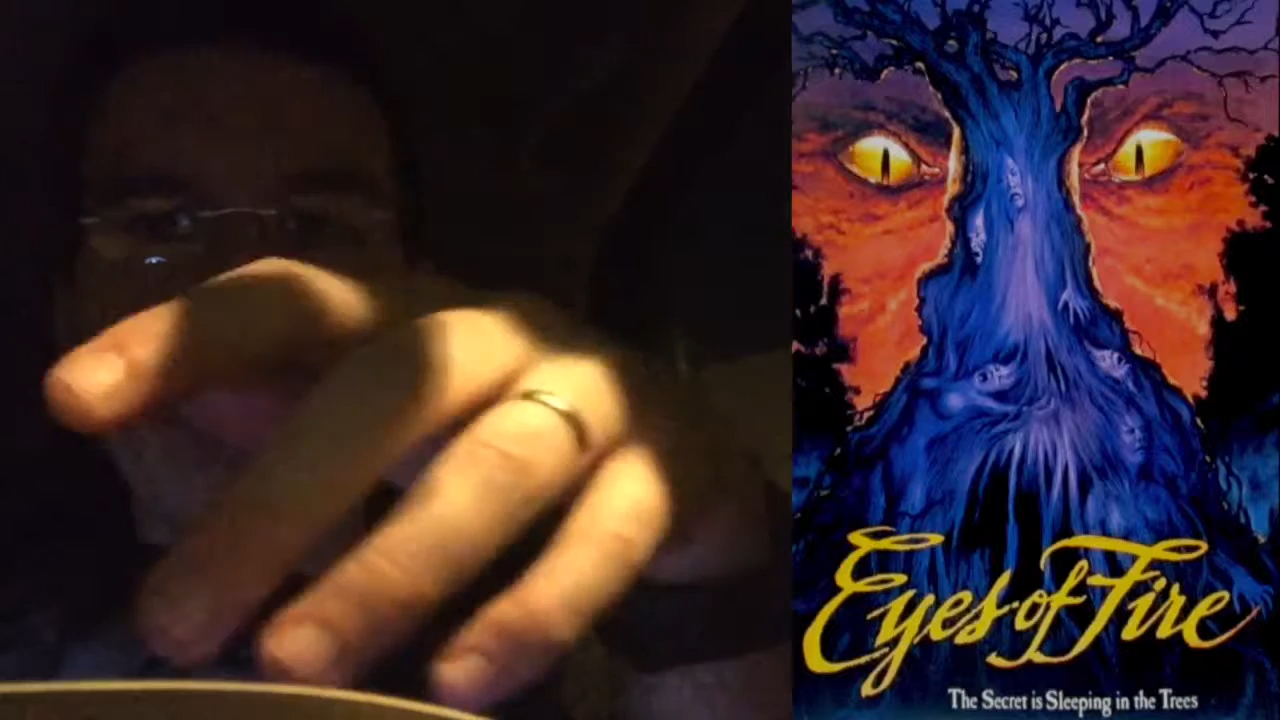 Eyes of Fire
The Secret is Sleeping in the Trees